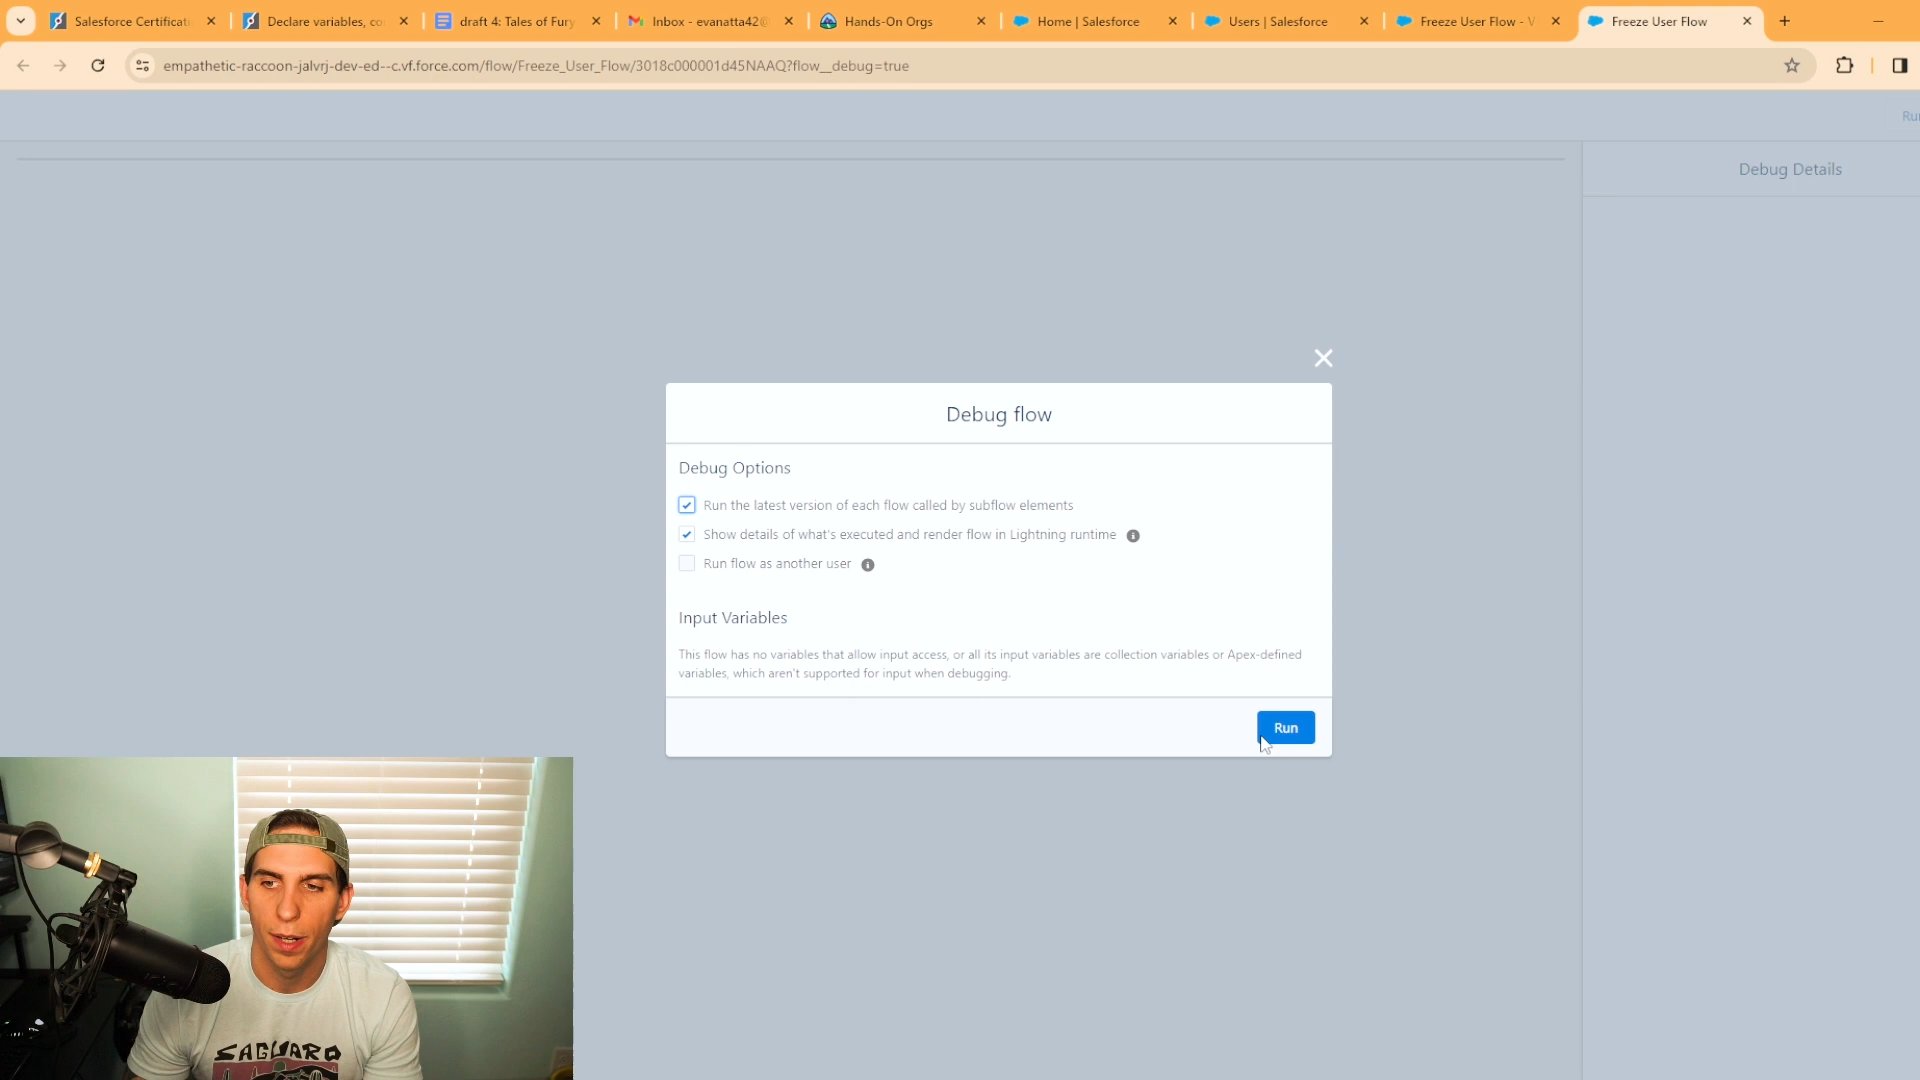 Salesforce Certificati
Declare variables, co
draft 4: Tales of Fury
Inbox - evanatta42@
Hands-On Orgs
Home | Salesforce
Users | Salesforce
Freeze User Flow - V
Freeze User Flow
empathetic-raccoon-jalvrj-dev-ed--c.vf.force.com/flow/Freeze_User_Flow/3018c000001d45NAAQ?flow__debug=true
Run
Debug Details
Debug flow
Debug Options
Run the latest version of each flow called by subflow elements
Show details of what's executed and render flow in Lightning runtime
Run flow as another user
Input Variables
This flow has no variables that allow input access, or all its input variables are collection variables or Apex-defined
variables, which aren't supported for input when debugging.
Run
SAGUARO